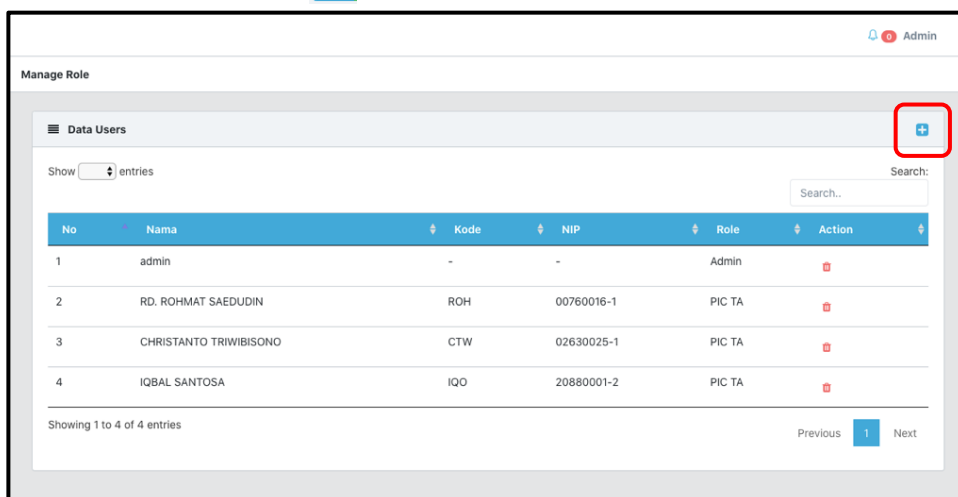 0 Admin
Manage Role
Data Users
Show entries
Search:
Search..
No Nama Kode NIP Role Action
1 admin - - Admin
2 RD. ROHMAT SAEDUDIN ROH 00760016-1 PIC TA
3 CHRISTANTO TRIWIBISONO CTW 02630025-1 PIC TA
4 IQBAL SANTOSA IQO 20880001-2 PIC TA
Showing 1 to 4 of 4 entries
Previous 1 Next